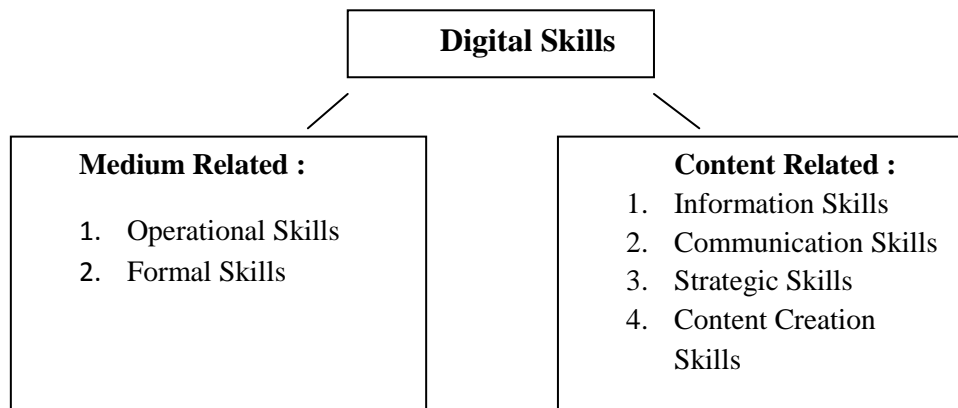 Digital Skills
Medium Related :
1. Operational Skills
2. Formal Skills
Content Related :
1. Information Skills
2. Communication Skills
3. Strategic Skills
4. Content Creation
Skills